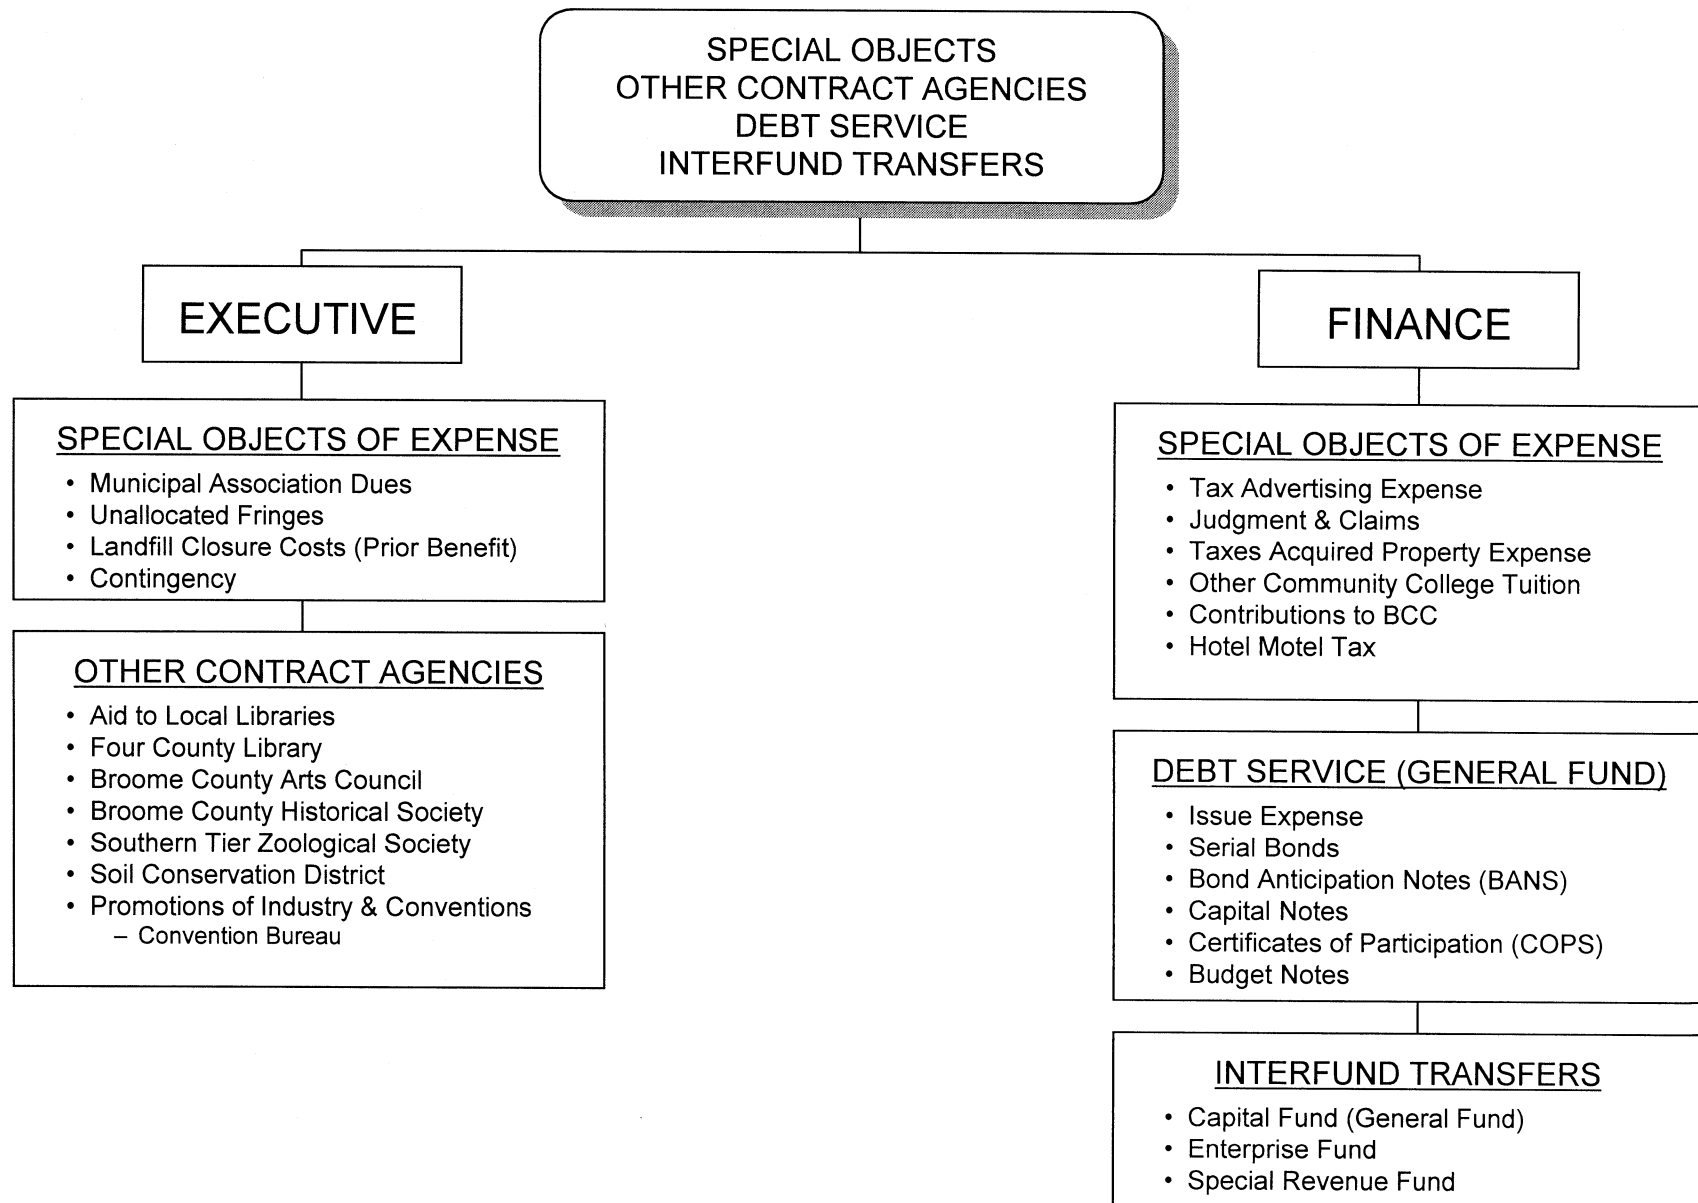 SPECIAL OBJECTS
OTHER CONTRACT AGENCIES
DEBT SERVICE
INTERFUND TRANSFERS
EXECUTIVE
SPECIAL OBJECTS OF EXPENSE
• Municipal Association Dues
• Unallocated Fringes
• Landfill Closure Costs (Prior Benefit)
• Contingency
OTHER CONTRACT AGENCIES
• Aid to Local Libraries
• Four County Library
• Broome County Arts Council
• Broome County Historical Society
• Southern Tier Zoological Society
• Soil Conservation District
• Promotions of Industry & Conventions
– Convention Bureau
FINANCE
SPECIAL OBJECTS OF EXPENSE
• Tax Advertising Expense
• Judgment & Claims
• Taxes Acquired Property Expense
• Other Community College Tuition
• Contributions to BCC
• Hotel Motel Tax
DEBT SERVICE (GENERAL FUND)
• Issue Expense
• Serial Bonds
• Bond Anticipation Notes (BANS)
• Capital Notes
• Certificates of Participation (COPS)
• Budget Notes
INTERFUND TRANSFERS
• Capital Fund (General Fund)
• Enterprise Fund
• Special Revenue Fund